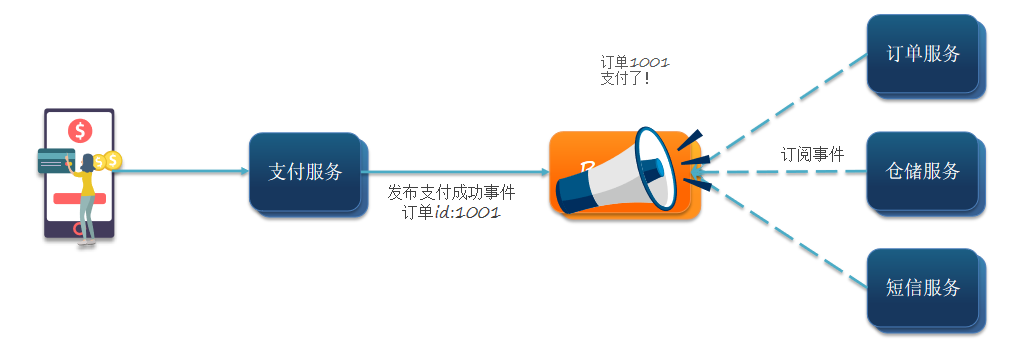 订单1001
支付了！
订单服务
支付服务
发布支付成功事件
订单id:1001
订阅事件
仓储服务
短信服务